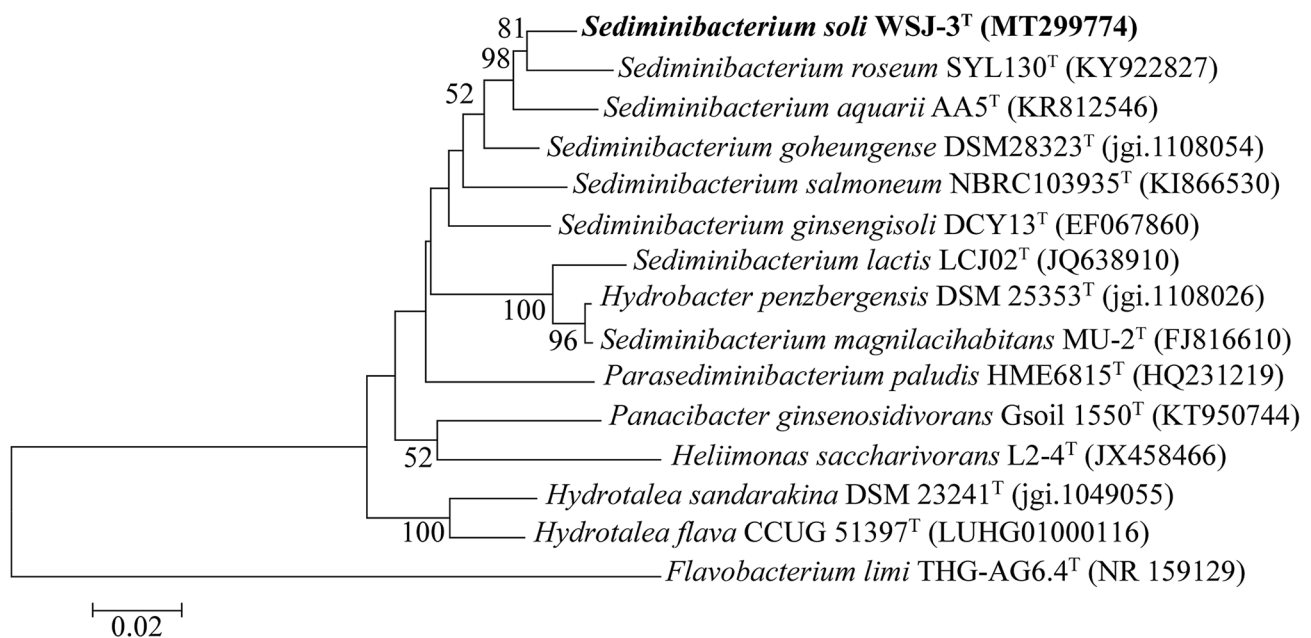 81
Sediminibacterium soli WSJ-3ᵀ (MT299774)
98
Sediminibacterium roseum SYL130ᵀ (KY922827)
52
Sediminibacterium aquarii AA5ᵀ (KR812546)
Sediminibacterium goheungense DSM28323ᵀ (jgi.1108054)
Sediminibacterium salmoneum NBRC103935ᵀ (KI866530)
Sediminibacterium ginsengisoli DCY13ᵀ (EF067860)
Sediminibacterium lactis LCJ02ᵀ (JQ638910)
100
Hydrobacter penzbergensis DSM 25353ᵀ (jgi.1108026)
96
Sediminibacterium magnilacihabitans MU-2ᵀ (FJ816610)
Parasediminibacterium paludis HME6815ᵀ (HQ231219)
Panacibacter ginsenosidivorans Gsoil 1550ᵀ (KT950744)
52
Heliimonas saccharivorans L2-4ᵀ (JX458466)
Hydrotalea sandarakina DSM 23241ᵀ (jgi.1049055)
100
Hydrotalea flava CCUG 51397ᵀ (LUHG01000116)
Flavobacterium limi THG-AG6.4ᵀ (NR 159129)
0.02